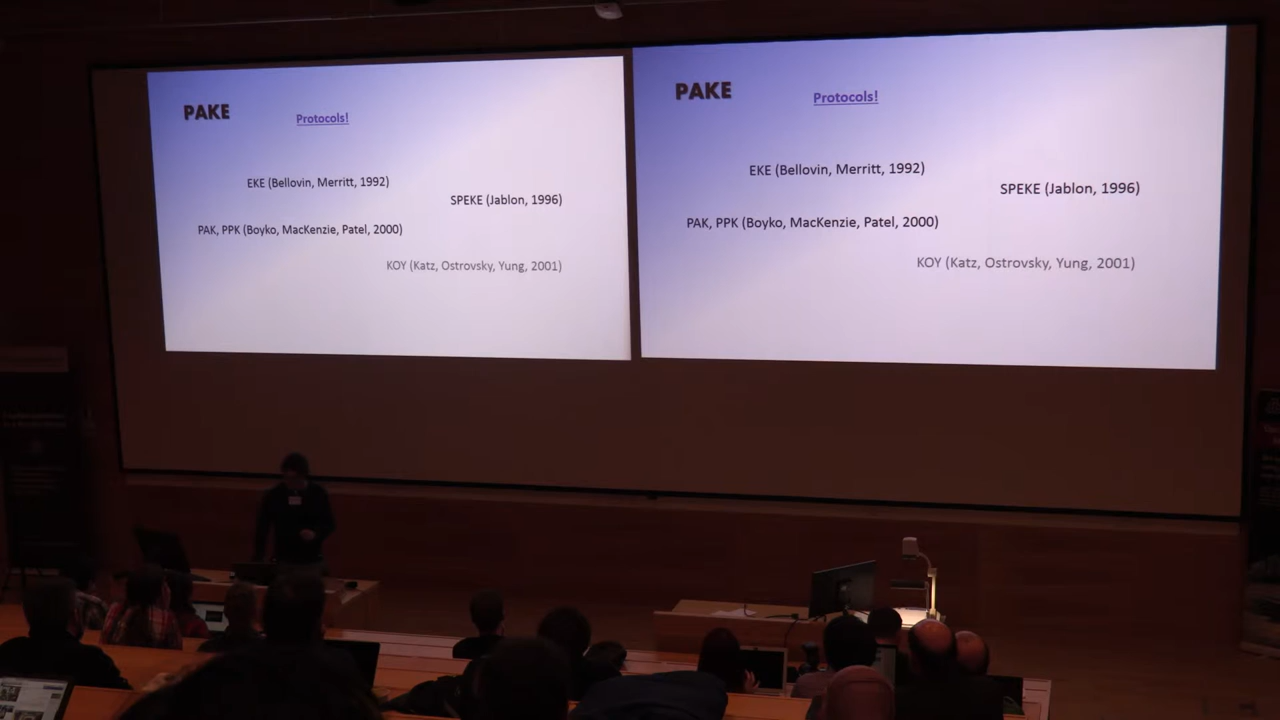 PAKE
Protocols!
EKE (Bellovin, Merritt, 1992)
SPEKE (Jablon, 1996)
PAK, PPK (Boyko, MacKenzie, Patel, 2000)
KOY (Katz, Ostrovsky, Yung, 2001)
PAKE
Protocols!
EKE (Bellovin, Merritt, 1992)
SPEKE (Jablon, 1996)
PAK, PPK (Boyko, MacKenzie, Patel, 2000)
KOY (Katz, Ostrovsky, Yung, 2001)